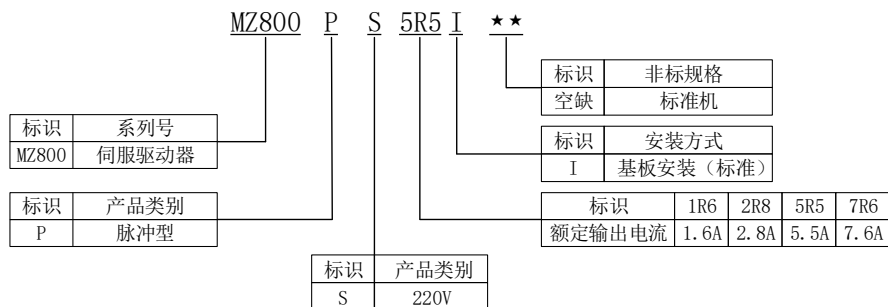 MZ800 P S 5R5 I ★★
标识 非标规格
空缺 标准机
标识 系列号
MZ800 伺服驱动器
标识 安装方式
I 基板安装（标准）
标识 产品类别
P 脉冲型
标识 1R6 2R8 5R5 7R6
额定输出电流 1.6A 2.8A 5.5A 7.6A
标识 产品类别
S 220V